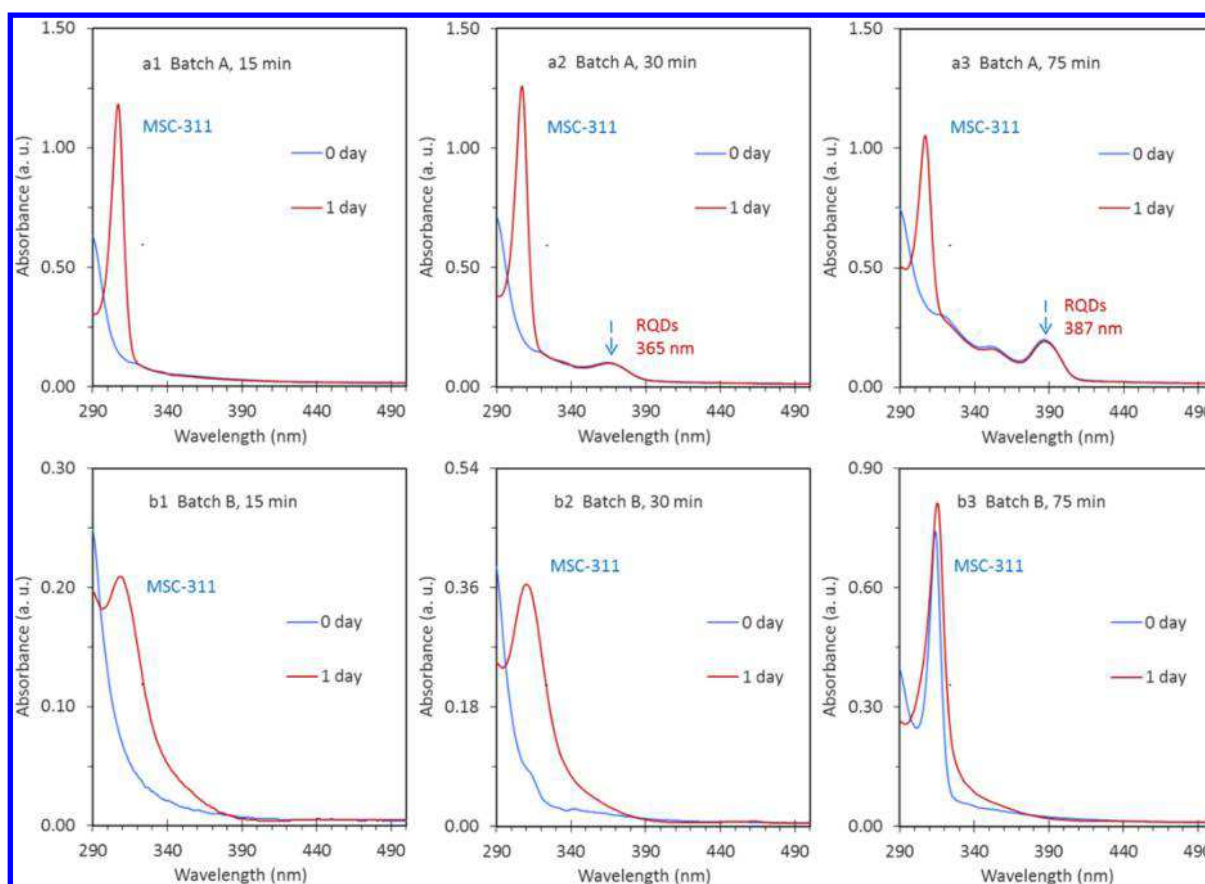 1.50
a1 Batch A, 15 min
MSC-311
1.00
0 day
1 day
0.50
0.00
290 340 390 440 490
Wavelength (nm)
Absorbance (a. u.)
1.50
a2 Batch A, 30 min
MSC-311
1.00
0 day
1 day
0.50
RQDs
365 nm
0.00
290 340 390 440 490
Wavelength (nm)
Absorbance (a. u.)
1.50
a3 Batch A, 75 min
MSC-311
1.00
0 day
1 day
0.50
RQDs
387 nm
0.00
290 340 390 440 490
Wavelength (nm)
Absorbance (a. u.)
0.30
b1 Batch B, 15 min
MSC-311
0.20
0 day
1 day
0.10
0.00
290 340 390 440 490
Wavelength (nm)
Absorbance (a. u.)
0.54
b2 Batch B, 30 min
MSC-311
0.36
0 day
1 day
0.18
0.00
290 340 390 440 490
Wavelength (nm)
Absorbance (a. u.)
0.90
b3 Batch B, 75 min
MSC-311
0.60
0 day
1 day
0.30
0.00
290 340 390 440 490
Wavelength (nm)
Absorbance (a. u.)